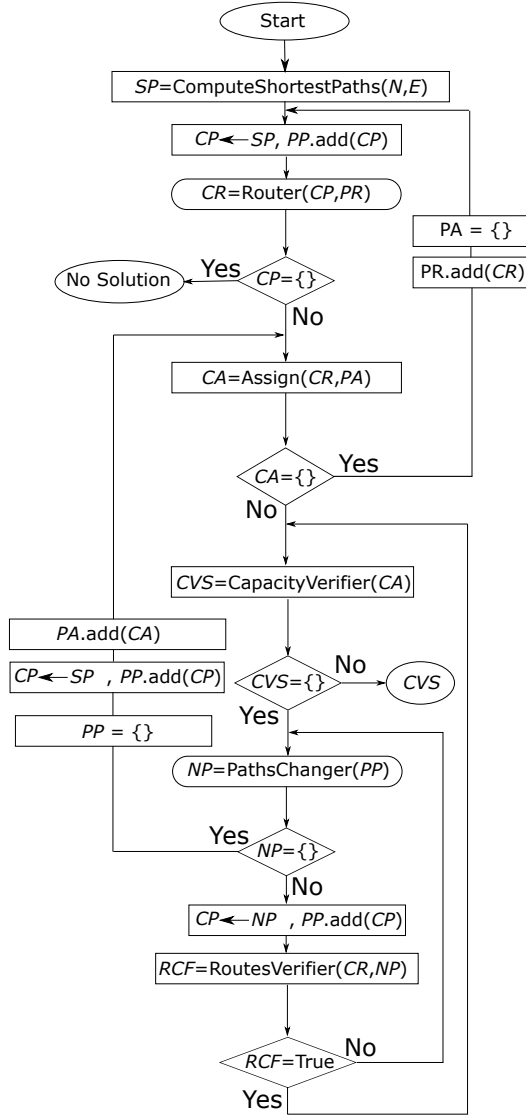 Start
SP=ComputeShortestPaths(N,E)
CP←SP, PP.add(CP)
CR=Router(CP,PR)
PA = {}
PR.add(CR)
No Solution
Yes
CP={}
No
CA=Assign(CR,PA)
CA={}
Yes
No
CVS=CapacityVerifier(CA)
PA.add(CA)
CP←SP , PP.add(CP)
PP = {}
CVS={}
No
CVS
Yes
NP=PathsChanger(PP)
Yes
NP={}
No
CP←NP , PP.add(CP)
RCF=RoutesVerifier(CR,NP)
RCF=True
No
Yes